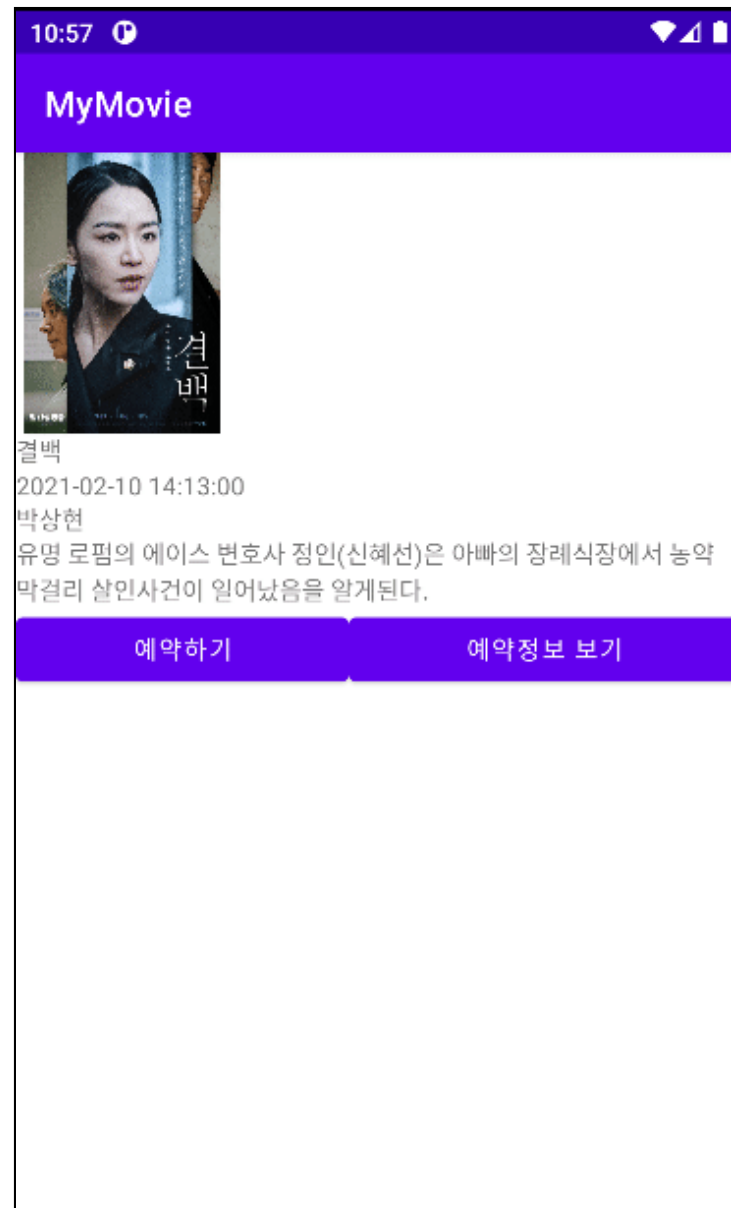 10:57
MyMovie
결백
결백
2021-02-10 14:13:00
박상현
유명 로펌의 에이스 변호사 정인(신혜선)은 아빠의 장례식장에서 농약
막걸리 살인사건이 일어났음을 알게된다.
예약하기 예약정보 보기